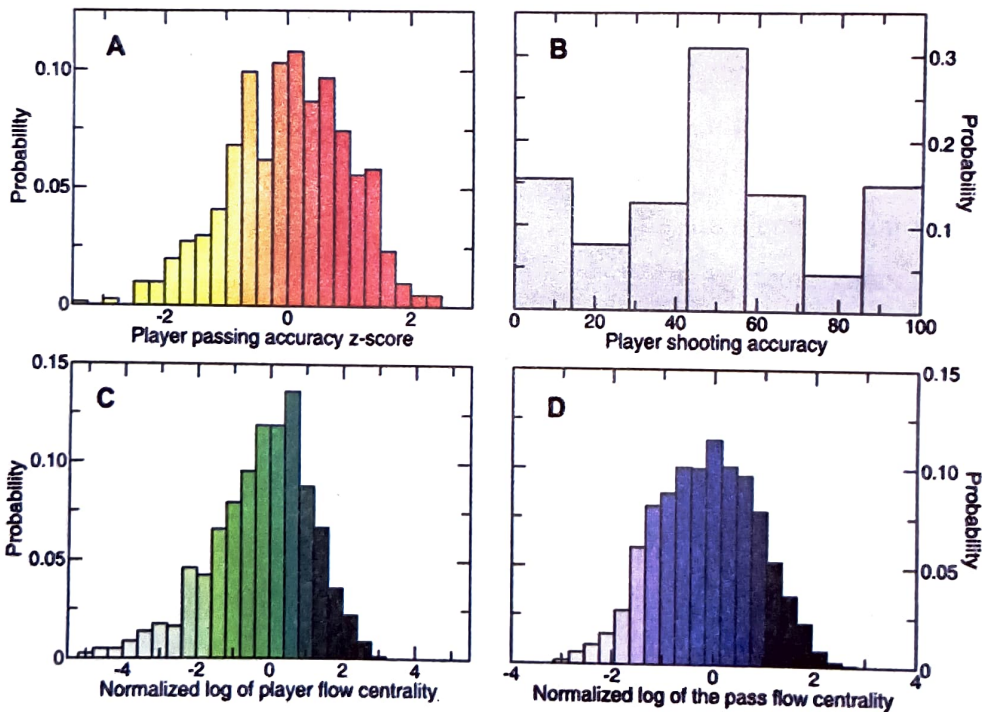 A
0.10
0.05
0
Probability
-2
0
2
Player passing accuracy z-score
B
0.3
0.2
0.1
Probability
0
20
40
60
80
100
Player shooting accuracy
C
0.15
0.10
0.05
0
Probability
-4
-2
0
2
Normalized log of player flow centrality.
D
0.15
0.10
0.05
0
Probability
-4
-2
0
2
4
Normalized log of the pass flow centrality